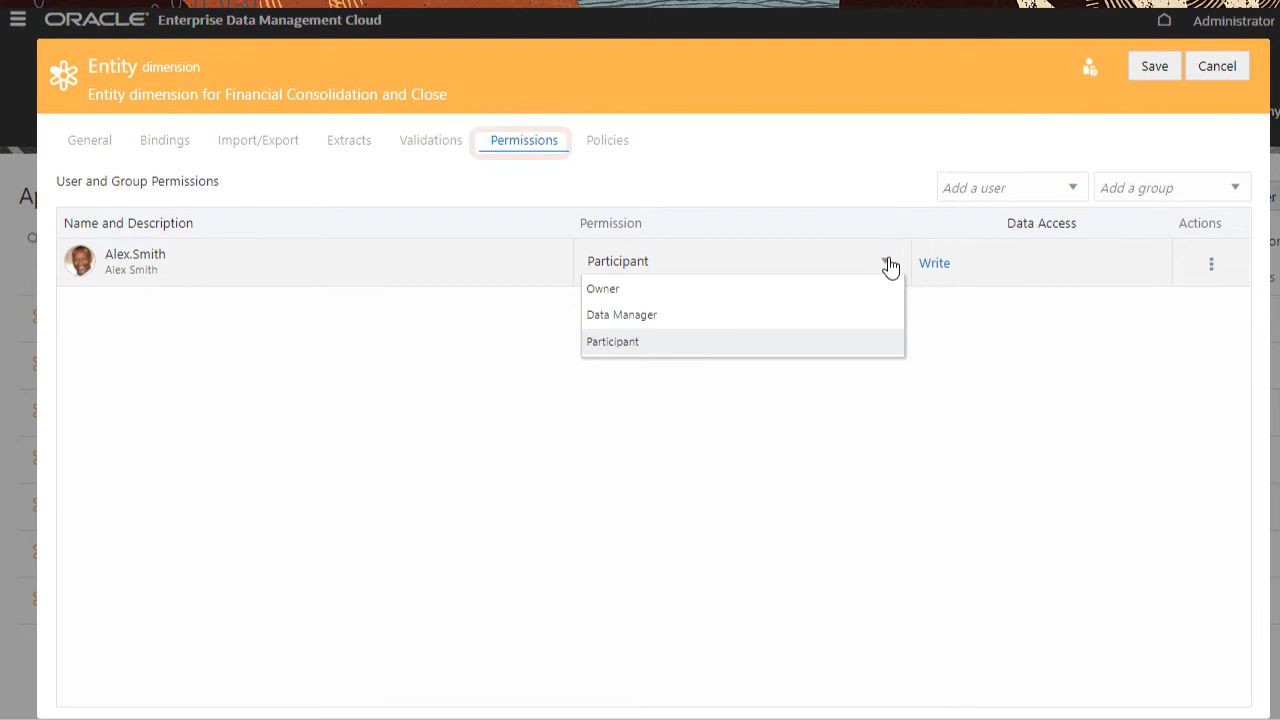 ORACLE® Enterprise Data Management Cloud
Administrator
Entity dimension
Entity dimension for Financial Consolidation and Close
Save
Cancel
General
Bindings
Import/Export
Extracts
Validations
Permissions
Policies
User and Group Permissions
Add a user
Add a group
Name and Description
Permission
Data Access
Actions
Alex.Smith
Alex Smith
Participant
Write
Owner
Data Manager
Participant